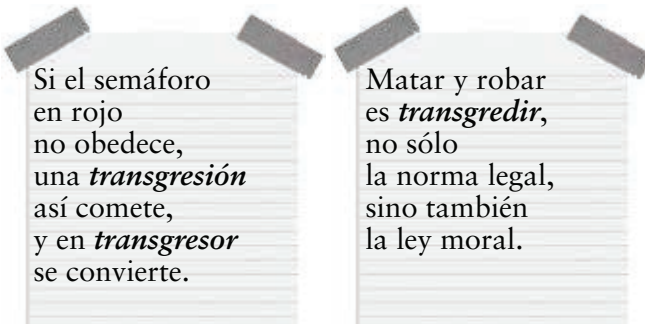 Si el semáforo
en rojo
no obedece,
una transgresión
así comete,
y en transgresor
se convierte.
Matar y robar
es transgredir,
no sólo
la norma legal,
sino también
la ley moral.